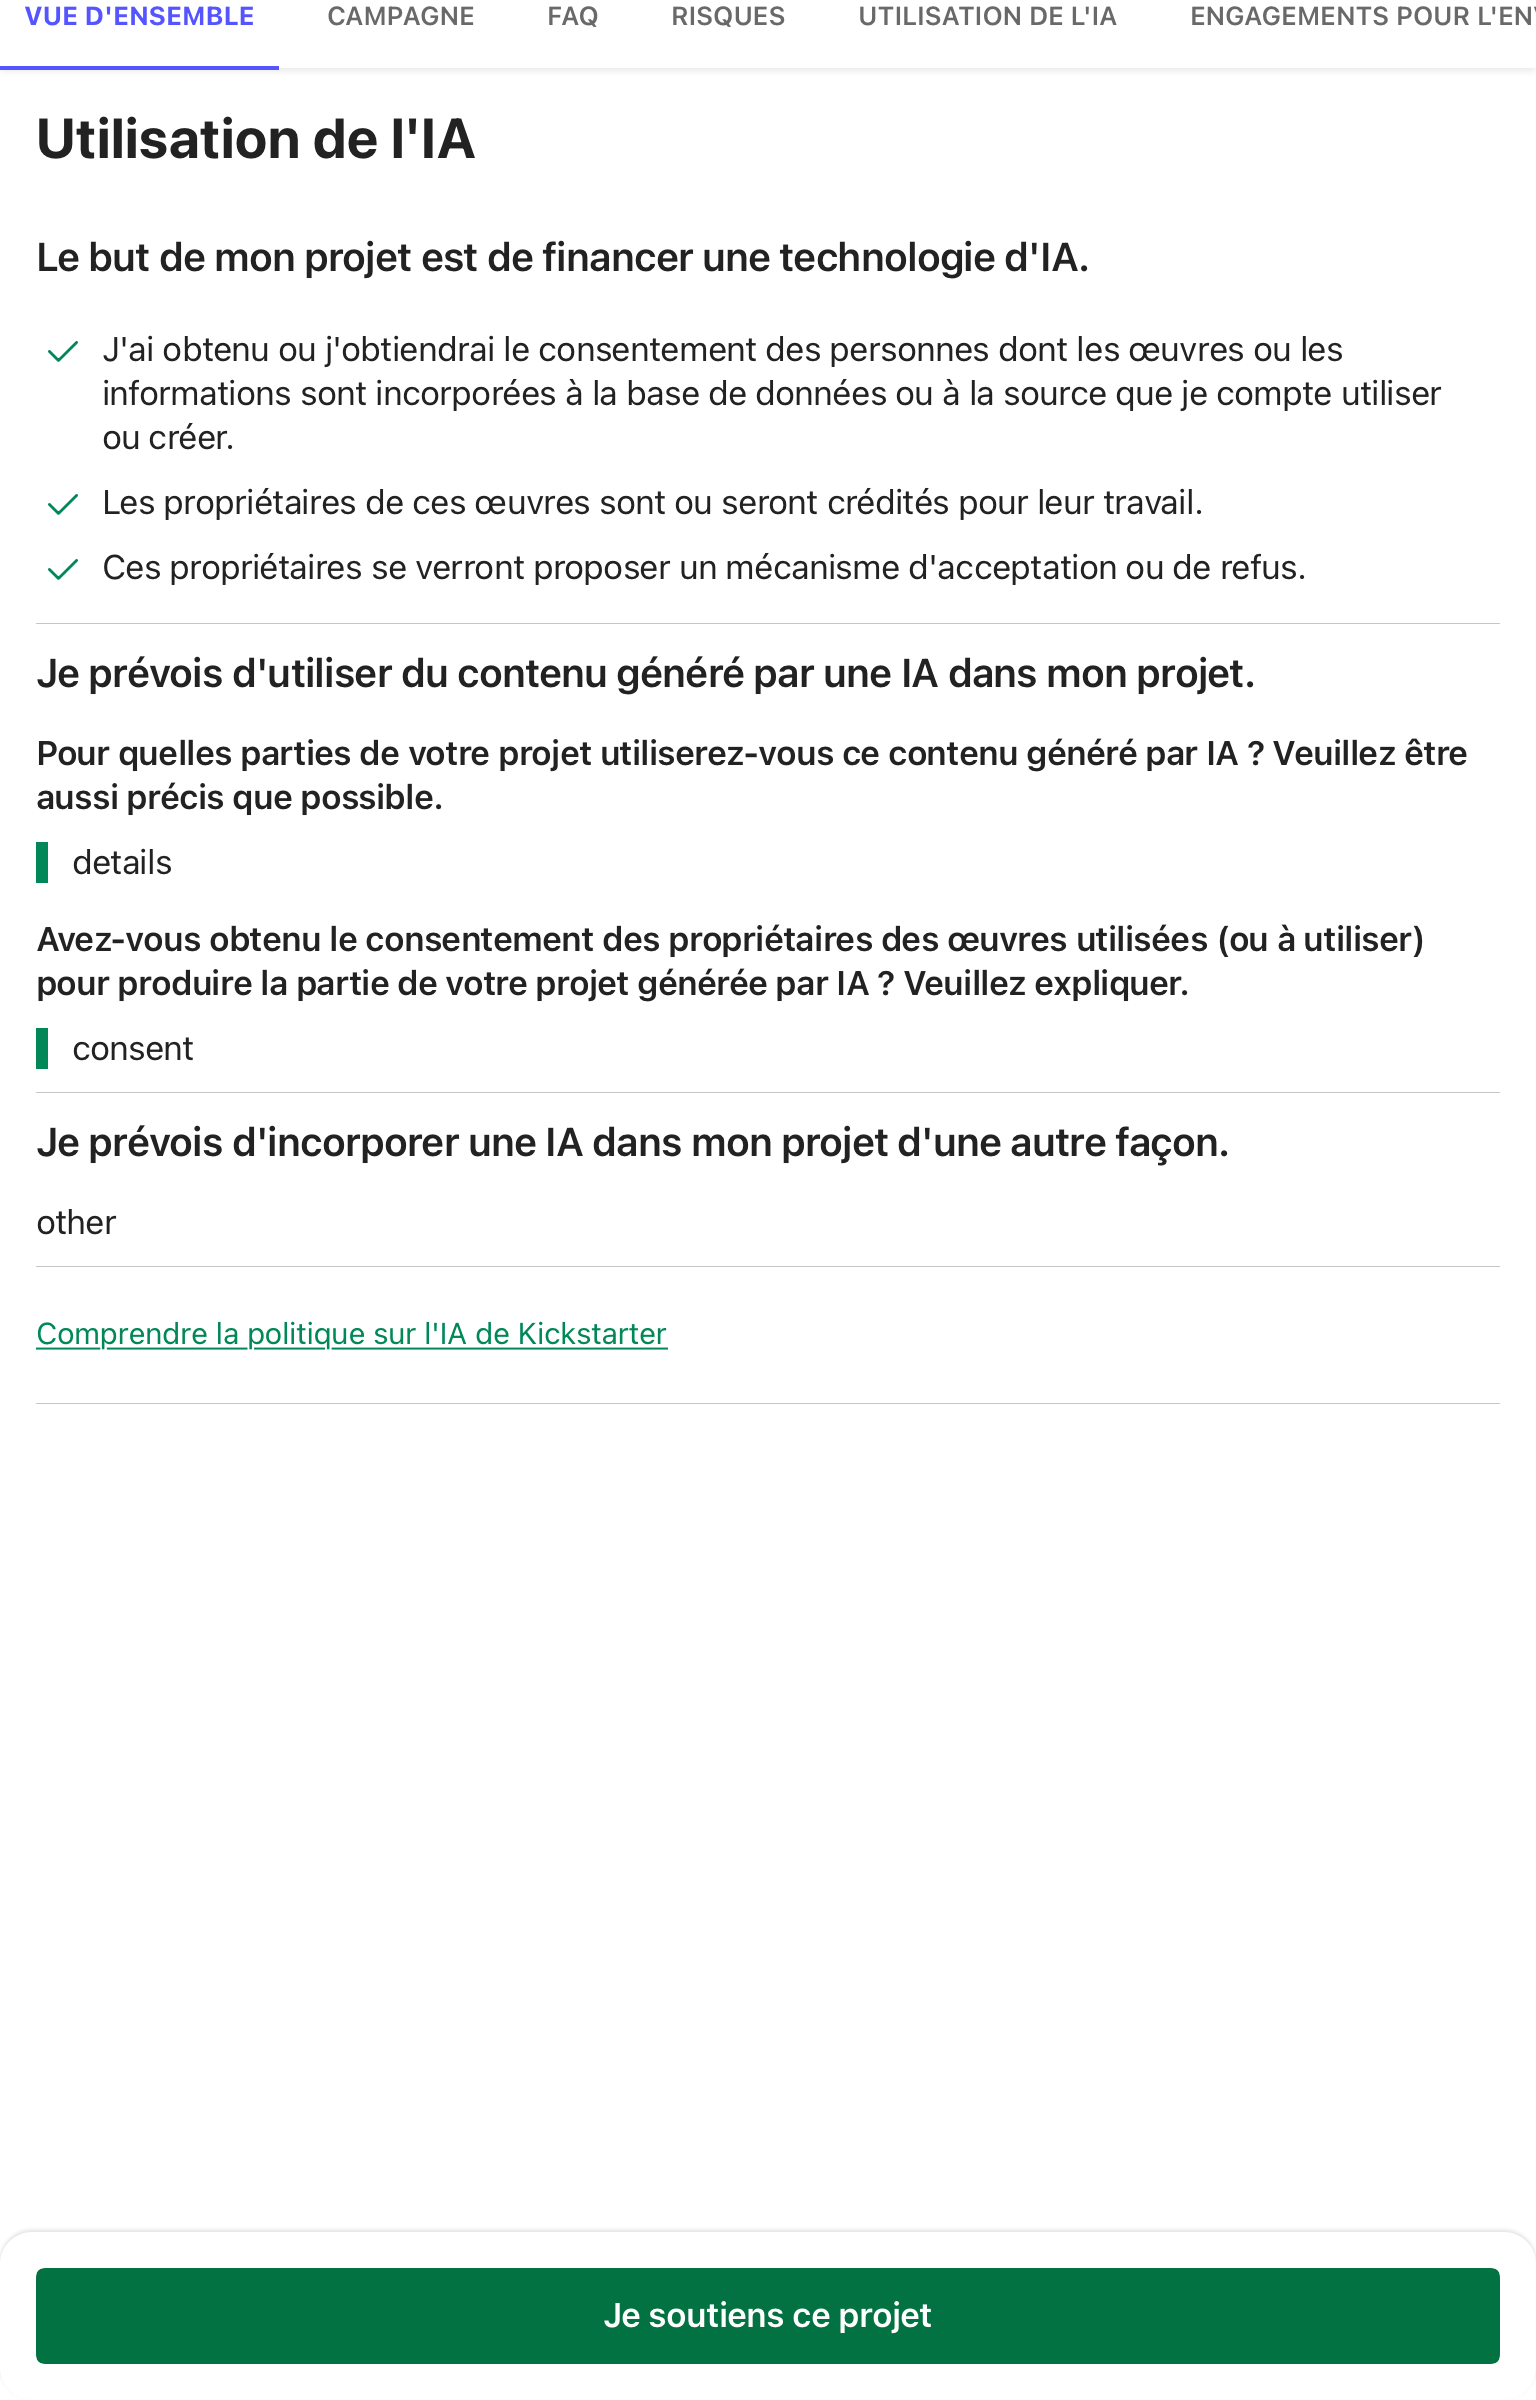 VUE D'ENSEMBLE CAMPAGNE FAQ RISQUES UTILISATION DE L'IA ENGAGEMENTS POUR L'ENV
Utilisation de l'IA
Le but de mon projet est de financer une technologie d'IA.
J'ai obtenu ou j'obtiendrai le consentement des personnes dont les œuvres ou les
informations sont incorporées à la base de données ou à la source que je compte utiliser
ou créer.
Les propriétaires de ces œuvres sont ou seront crédités pour leur travail.
Ces propriétaires se verront proposer un mécanisme d'acceptation ou de refus.
Je prévois d'utiliser du contenu généré par une IA dans mon projet.
Pour quelles parties de votre projet utiliserez-vous ce contenu généré par IA ? Veuillez être
aussi précis que possible.
details
Avez-vous obtenu le consentement des propriétaires des œuvres utilisées (ou à utiliser)
pour produire la partie de votre projet générée par IA ? Veuillez expliquer.
consent
Je prévois d'incorporer une IA dans mon projet d'une autre façon.
other
Comprendre la politique sur l'IA de Kickstarter
Je soutiens ce projet